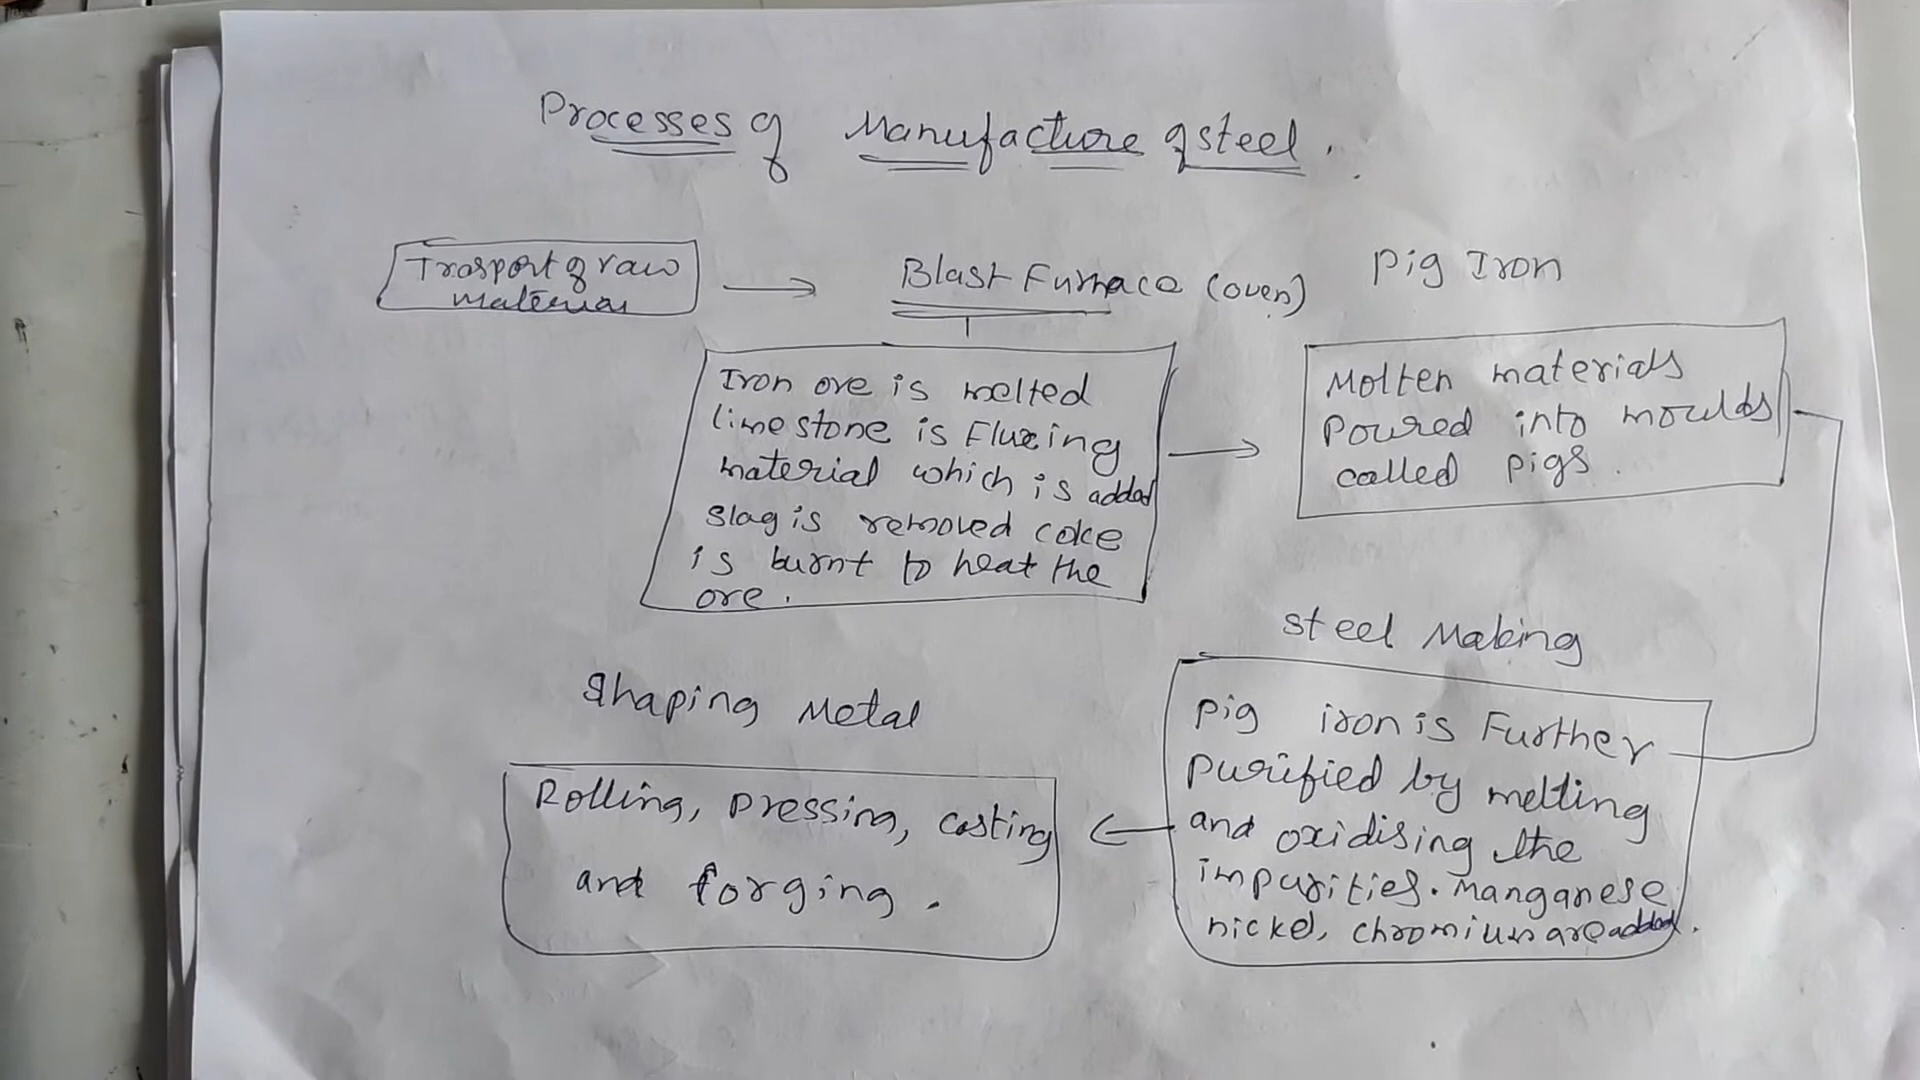 Processes of Manufacture of steel.
Trasport of raw
material
Blast Furnace (oven)
Pig Iron
Iron ore is melted
lime stone is Fluxing
material which is added
slag is removed coke
is burnt to heat the
ore.
Molten materials
Poured into moulds
called pigs.
steel Making
Pig iron is Further
purified by melting
and oxidising the
impurities. Manganese
nickel, chromium are added.
Shaping Metal
Rolling, Pressing, casting
and forging.